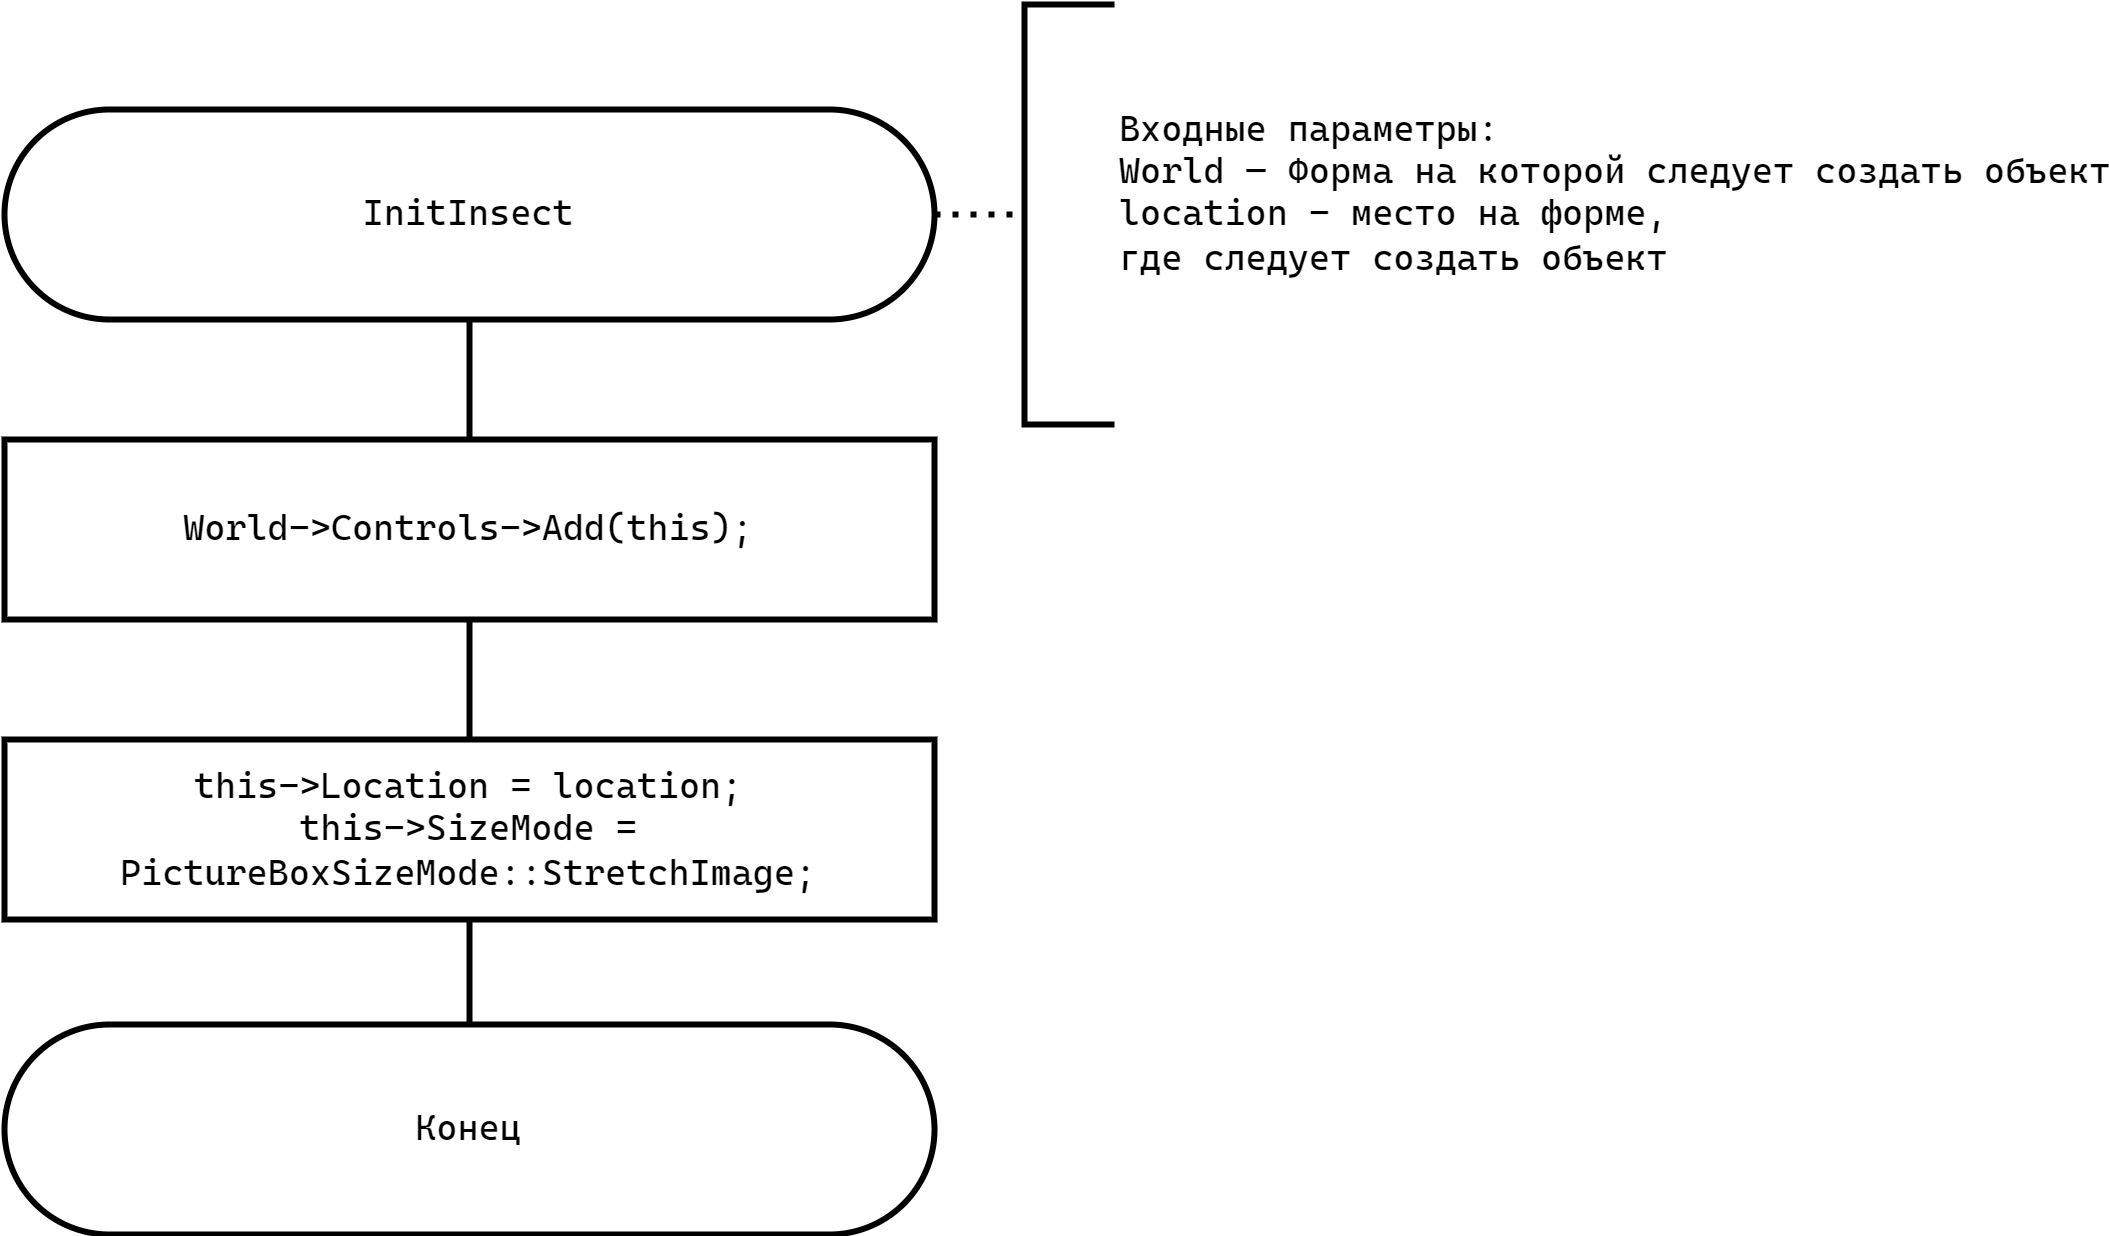 InitInsect
Входные параметры:
World - Форма на которой следует создать объект
location - место на форме,
где следует создать объект
World->Controls->Add(this);
this->Location = location;
this->SizeMode =
PictureBoxSizeMode::StretchImage;
Конец